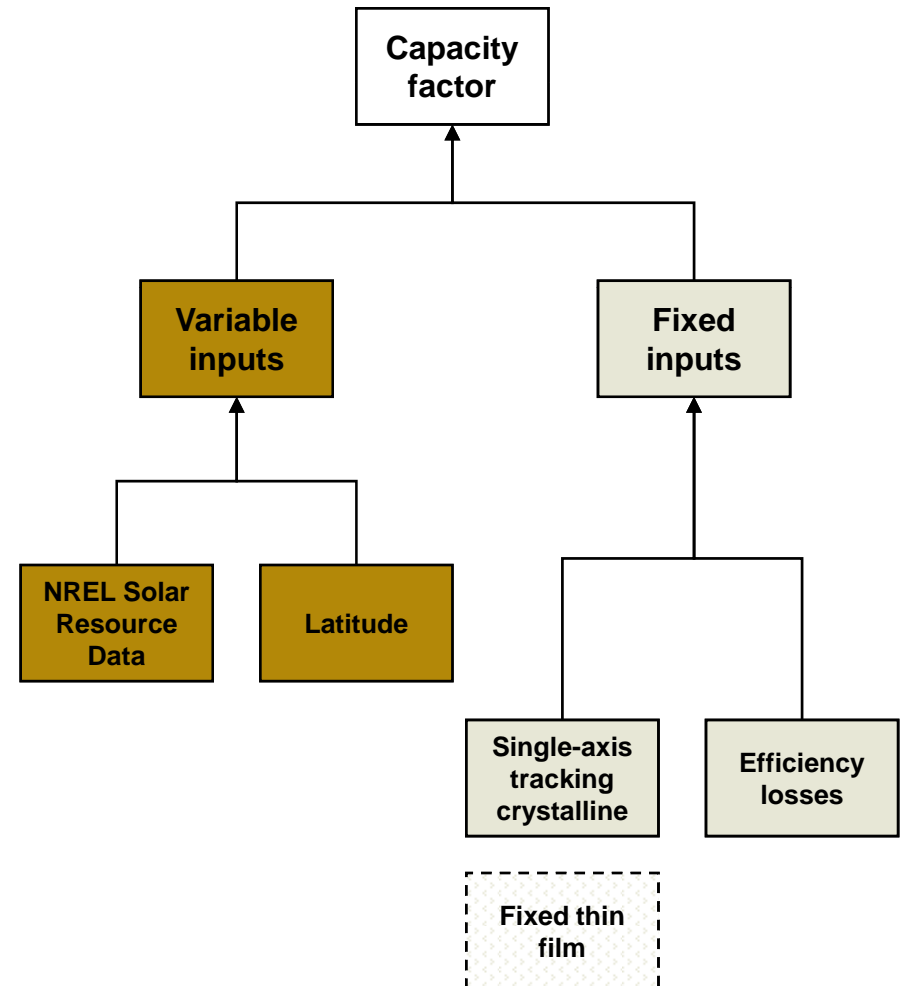 Capacity
factor
Variable
inputs
Fixed
inputs
NREL Solar
Resource
Data
Latitude
Single-axis
tracking
crystalline
Efficiency
losses
Fixed thin
film